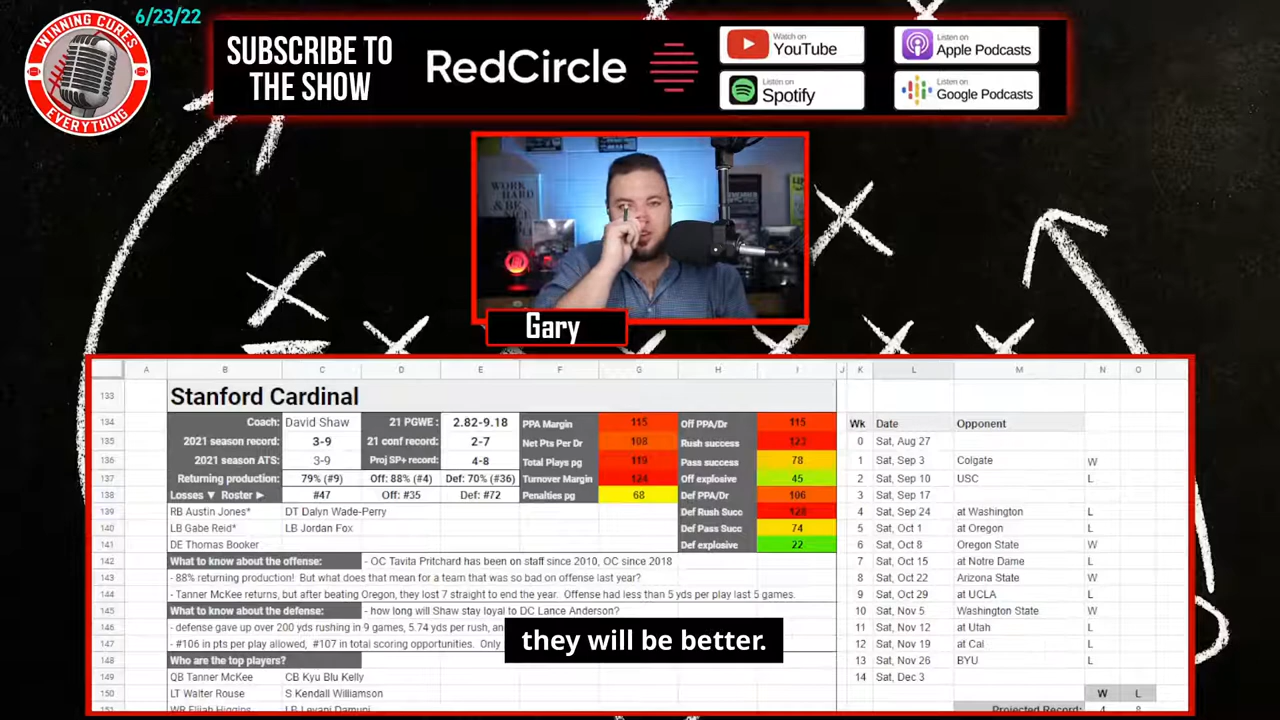 6/23/22
WINNING CURES
EVERYTHING
SUBSCRIBE TO
THE SHOW
RedCircle
Watch on
YouTube
Listen on
Apple Podcasts
Listen on
Spotify
Listen on
Google Podcasts
WORK
HARD
& BE
Gary
A B C D E F G H I J K L M N O
133 Stanford Cardinal
134 Coach: David Shaw 21 PGWE : 2.82-9.18 PPA Margin 115 Off PPA/Dr 115 Wk Date Opponent
135 2021 season record: 3-9 21 conf record: 2-7 Net Pts Per Dr 108 Rush success 123 0 Sat, Aug 27
136 2021 season ATS: 3-9 Proj SP+ record: 4-8 Total Plays pg 119 Pass success 78 1 Sat, Sep 3 Colgate W
137 Returning production: 79% (#9) Off: 88% (#4) Def: 70% (#36) Turnover Margin 124 Off explosive 45 2 Sat, Sep 10 USC L
138 Losses ▼ Roster ► #47 Off: #35 Def: #72 Penalties pg 68 Def PPA/Dr 106 3 Sat, Sep 17
139 RB Austin Jones* DT Dalyn Wade-Perry Def Rush Succ 128 4 Sat, Sep 24 at Washington L
140 LB Gabe Reid* LB Jordan Fox Def Pass Succ 74 5 Sat, Oct 1 at Oregon L
141 DE Thomas Booker Def explosive 22 6 Sat, Oct 8 Oregon State W
142 What to know about the offense: - OC Tavita Pritchard has been on staff since 2010, OC since 2018 7 Sat, Oct 15 at Notre Dame L
143 - 88% returning production! But what does that mean for a team that was so bad on offense last year? 8 Sat, Oct 22 Arizona State W
144 - Tanner McKee returns, but after beating Oregon, they lost 7 straight to end the year. Offense had less than 5 yds per play last 5 games. 9 Sat, Oct 29 at UCLA L
145 What to know about the defense: - how long will Shaw stay loyal to DC Lance Anderson? 10 Sat, Nov 5 Washington State W
146 - defense gave up over 200 yds rushing in 9 games, 5.74 yds per rush, 11 Sat, Nov 12 at Utah L
147 - #106 in pts per play allowed, #107 in total scoring opportunities. Only 12 Sat, Nov 19 at Cal L
148 Who are the top players? 13 Sat, Nov 26 BYU L
149 QB Tanner McKee CB Kyu Blu Kelly 14 Sat, Dec 3
150 LT Walter Rouse S Kendall Williamson W L
151 WR Elijah Higgins LB Levani Damuni Projected Record: 4 8
they will be better.